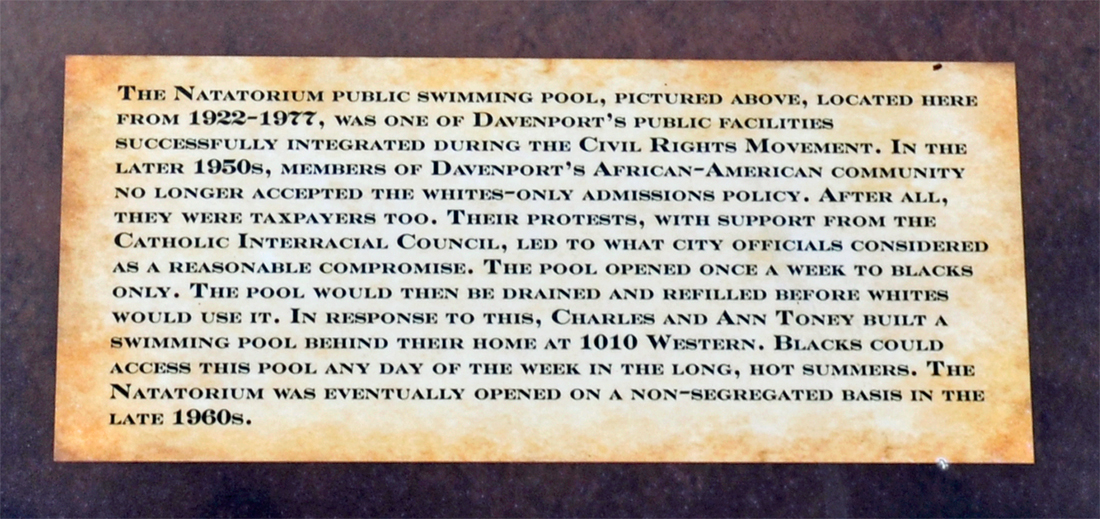 The Natatorium public swimming pool, pictured above, located here
from 1922-1977, was one of Davenport's public facilities
successfully integrated during the Civil Rights Movement. In the
later 1950s, members of Davenport's African-American community
no longer accepted the whites-only admissions policy. After all,
they were taxpayers too. Their protests, with support from the
Catholic Interracial Council, led to what city officials considered
as a reasonable compromise. The pool opened once a week to blacks
only. The pool would then be drained and refilled before whites
would use it. In response to this, Charles and Ann Toney built a
swimming pool behind their home at 1010 Western. Blacks could
access this pool any day of the week in the long, hot summers. The
Natatorium was eventually opened on a non-segregated basis in the
late 1960s.